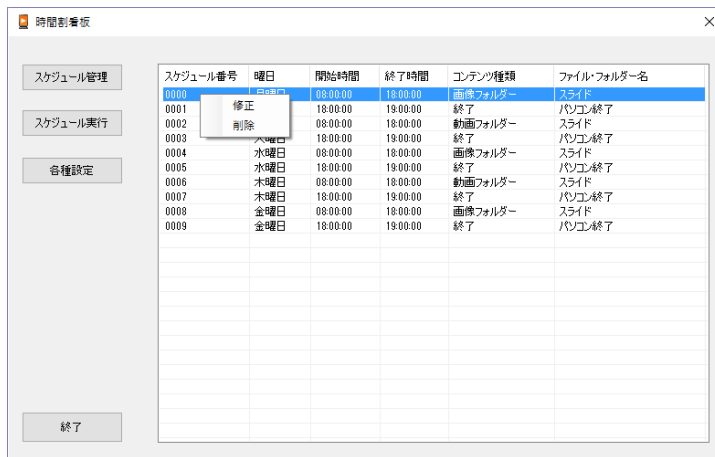 時間割看板
スケジュール管理
スケジュール実行
各種設定
終了
スケジュール番号 曜日 開始時間 終了時間 コンテンツ種類 ファイル・フォルダー名
0000 月曜日 08:00:00 18:00:00 画像フォルダー スライド
0001 18:00:00 19:00:00 終了 パソコン終了
0002 08:00:00 18:00:00 動画フォルダー スライド
0003 火曜日 18:00:00 19:00:00 終了 パソコン終了
0004 水曜日 08:00:00 18:00:00 画像フォルダー スライド
0005 水曜日 18:00:00 19:00:00 終了 パソコン終了
0006 木曜日 08:00:00 18:00:00 動画フォルダー スライド
0007 木曜日 18:00:00 19:00:00 終了 パソコン終了
0008 金曜日 08:00:00 18:00:00 画像フォルダー スライド
0009 金曜日 18:00:00 19:00:00 終了 パソコン終了
修正
削除